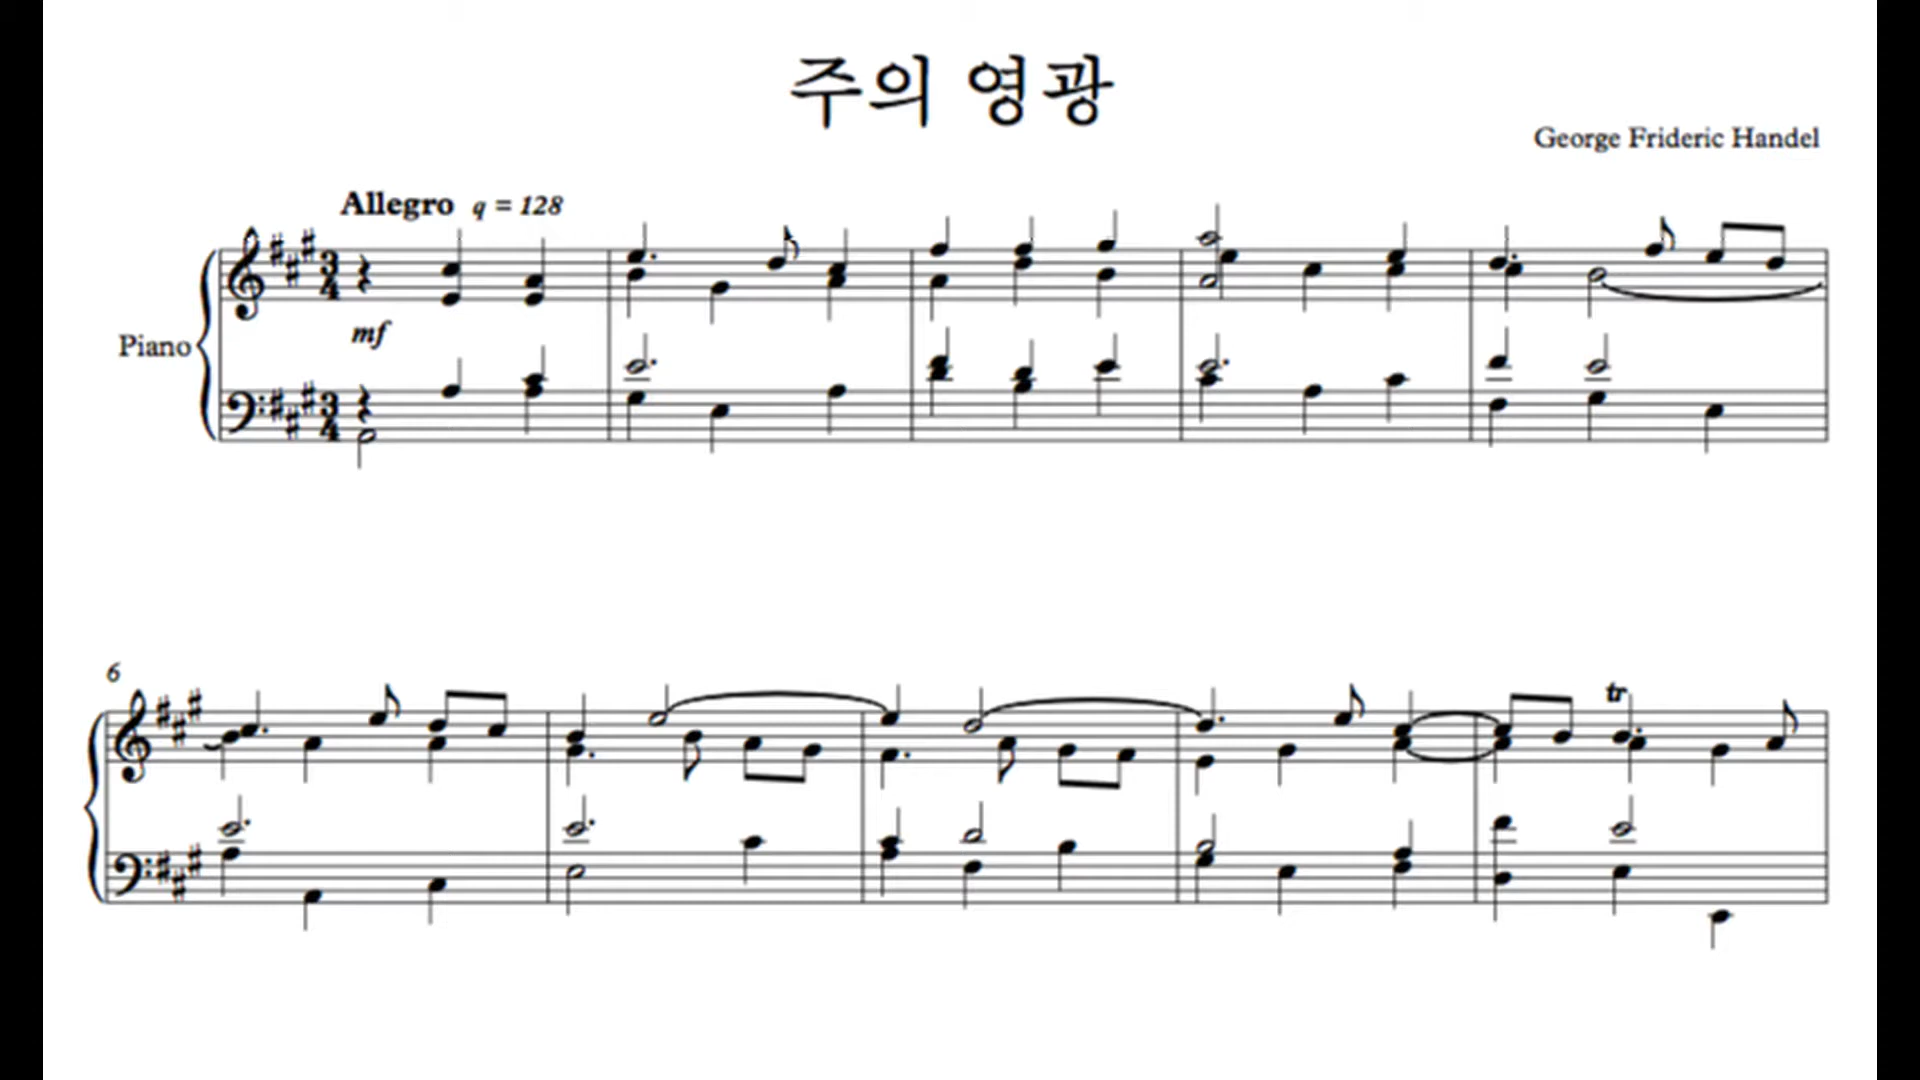 주의 영광
George Frideric Handel
Allegro q = 128
Piano
mf
6
tr